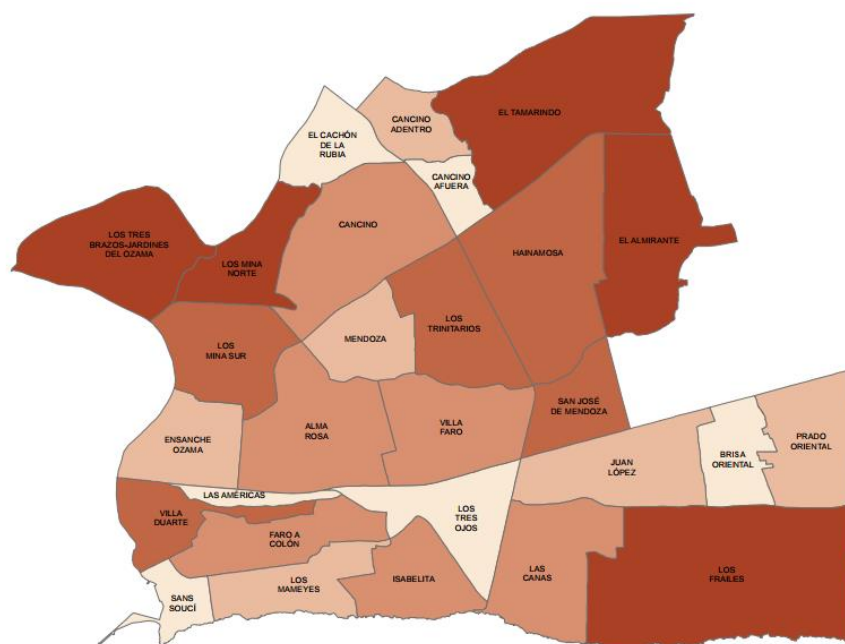 EL TAMARINDO
CANCINO
ADENTRO
EL CACHÓN
DE LA
RUBIA
CANCINO
AFUERA
LOS TRES
BRAZOS-JARDINES
DEL OZAMA
LOS MINA
NORTE
CANCINO
HAINAMOSA
EL ALMIRANTE
LOS
MINA SUR
MENDOZA
LOS
TRINITARIOS
SAN JOSÉ
DE MENDOZA
ENSANCHE
OZAMA
ALMA
ROSA
VILLA
FARO
JUAN
LÓPEZ
BRISA
ORIENTAL
PRADO
ORIENTAL
LAS AMÉRICAS
VILLA
DUARTE
FARO A
COLÓN
LOS
TRES
OJOS
SANS
SOUCÍ
LOS
MAMEYES
ISABELITA
LAS
CANAS
LOS
FRAILES